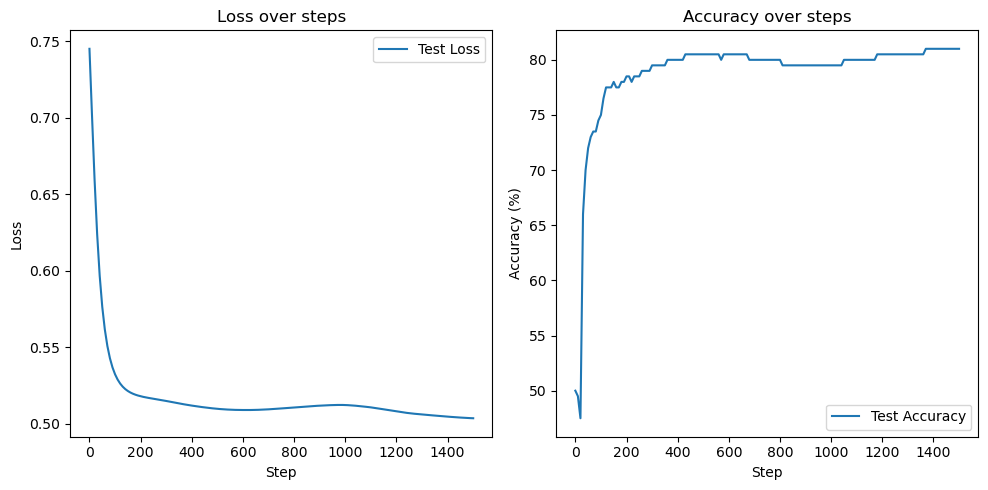 Loss over steps
Test Loss
0.75
0.70
0.65
0.60
0.55
0.50
Loss
0 200 400 600 800 1000 1200 1400
Step
Accuracy over steps
80
75
70
65
60
55
50
Accuracy (%)
Test Accuracy
0 200 400 600 800 1000 1200 1400
Step